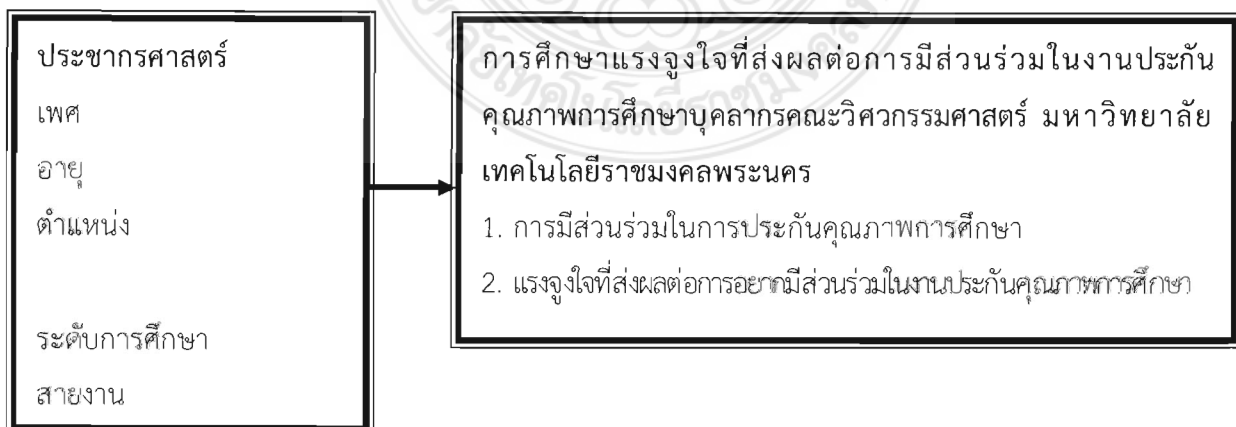 ประชากรศาสตร์
เพศ
อายุ
ตำแหน่ง
ระดับการศึกษา
สายงาน
การศึกษาแรงจูงใจที่ส่งผลต่อการมีส่วนร่วมในงานประกัน
คุณภาพการศึกษาบุคลากรคณะวิศวกรรมศาสตร์ มหาวิทยาลัย
เทคโนโลยีราชมงคลพระนคร
1. การมีส่วนร่วมในการประกันคุณภาพการศึกษา
2. แรงจูงใจที่ส่งผลต่อการอยากมีส่วนร่วมในงานประกันคุณภาพการศึกษา